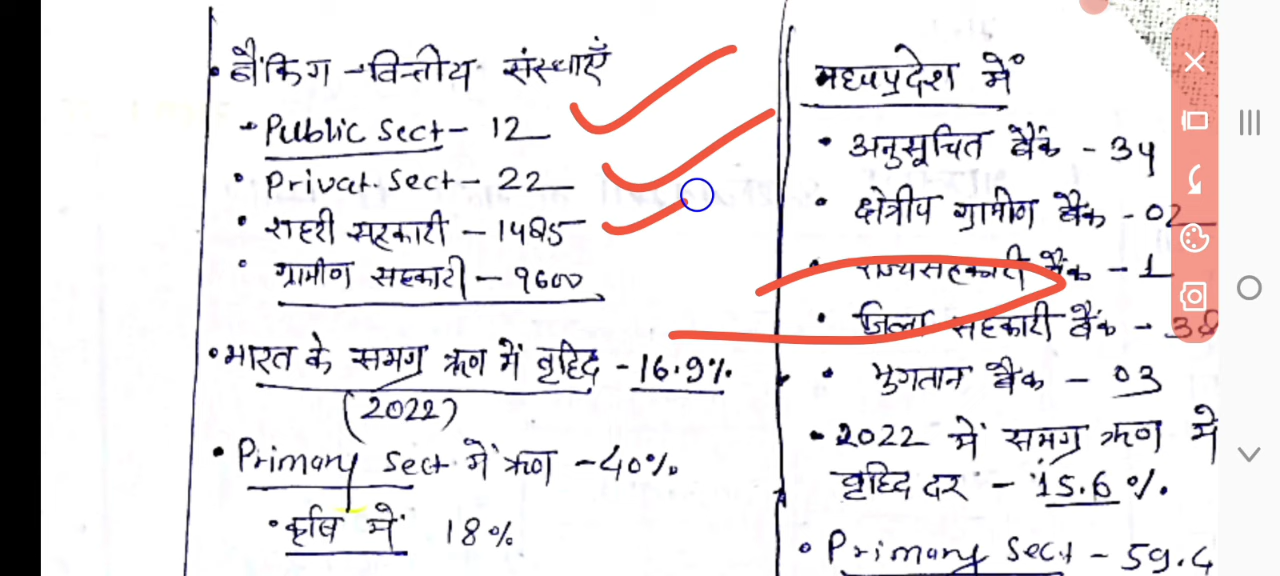 • बैंकिंग - वित्तीय संस्थाएँ
- Public Sect - 12
• Privat. Sect - 22
• शहरी सहकारी - 1485
• ग्रामीण सहकारी - 9600
• भारत के समग्र ऋण में वृद्धि - 16.9%.
(2022)
• Primary Sect. में ऋण - 40%.
• कृषि में 18%
मध्यप्रदेश में
• अनुसूचित बैंक - 34
• क्षेत्रीय ग्रामीण बैंक - 02
• राज्य सहकारी बैंक - 1
• जिला सहकारी बैंक - 38
• भुगतान बैंक - 03
• 2022 में समग्र ऋण में
वृद्धि दर - 15.6%.
• Primary Sect - 59.4